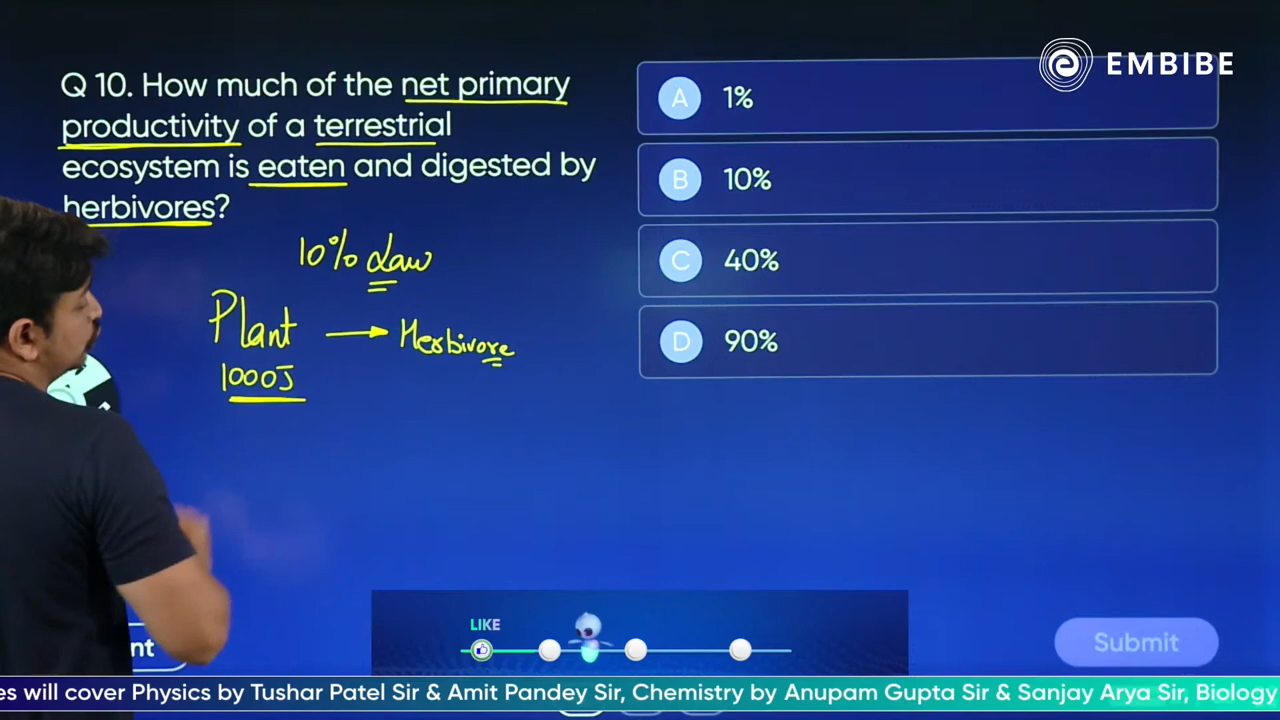 EMBIBE
Q 10. How much of the net primary
productivity of a terrestrial
ecosystem is eaten and digested by
herbivores?
A 1%
B 10%
C 40%
D 90%
10% Law
Plant → Herbivore
1000J
LIKE
nt
Submit
es will cover Physics by Tushar Patel Sir & Amit Pandey Sir, Chemistry by Anupam Gupta Sir & Sanjay Arya Sir, Biology